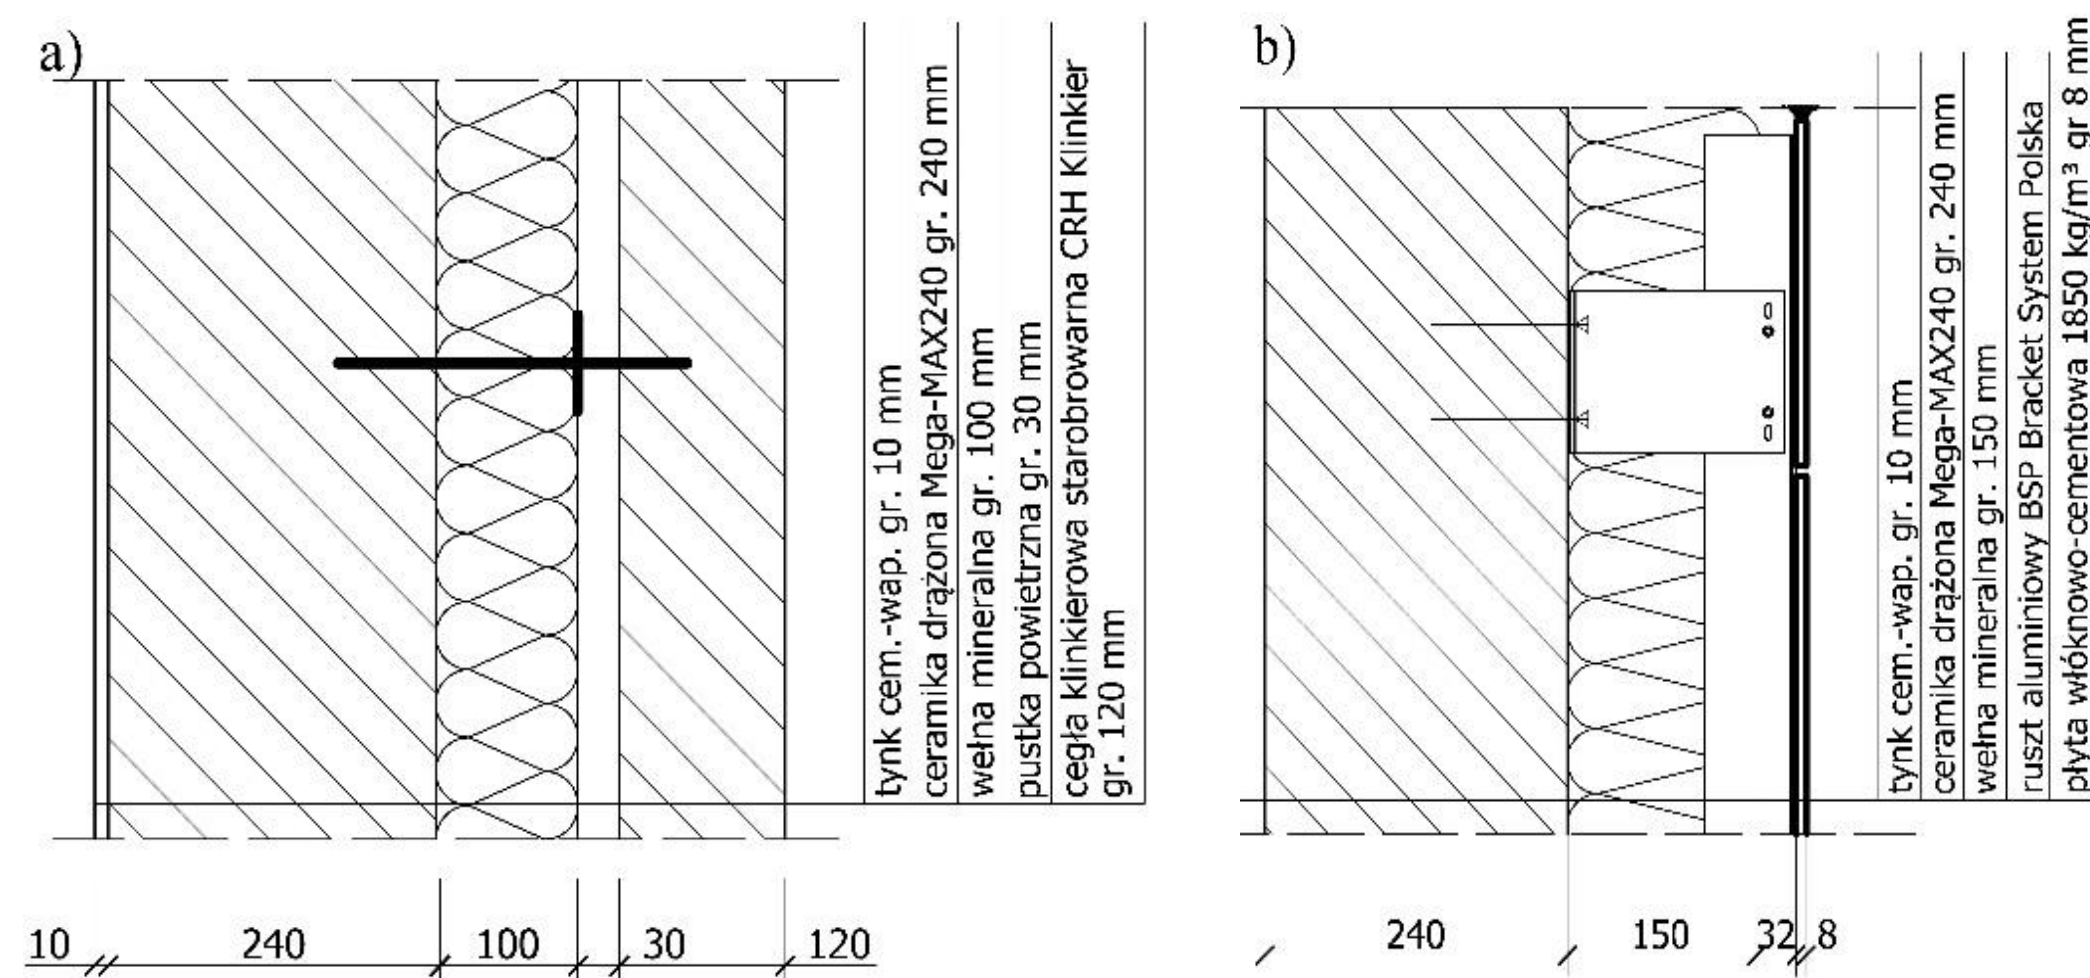 a)
tynk cem.-wap. gr. 10 mm
ceramika drążona Mega-MAX240 gr. 240 mm
wełna mineralna gr. 100 mm
pustka powietrzna gr. 30 mm
cegła klinkierowa starobrowarna CRH Klinkier
gr. 120 mm
10 240 100 30 120
b)
tynk cem.-wap. gr. 10 mm
ceramika drążona Mega-MAX240 gr. 240 mm
wełna mineralna gr. 150 mm
ruszt aluminiowy BSP Bracket System Polska
płyta włóknowo-cementowa 1850 kg/m³ gr 8 mm
240 150 32 8